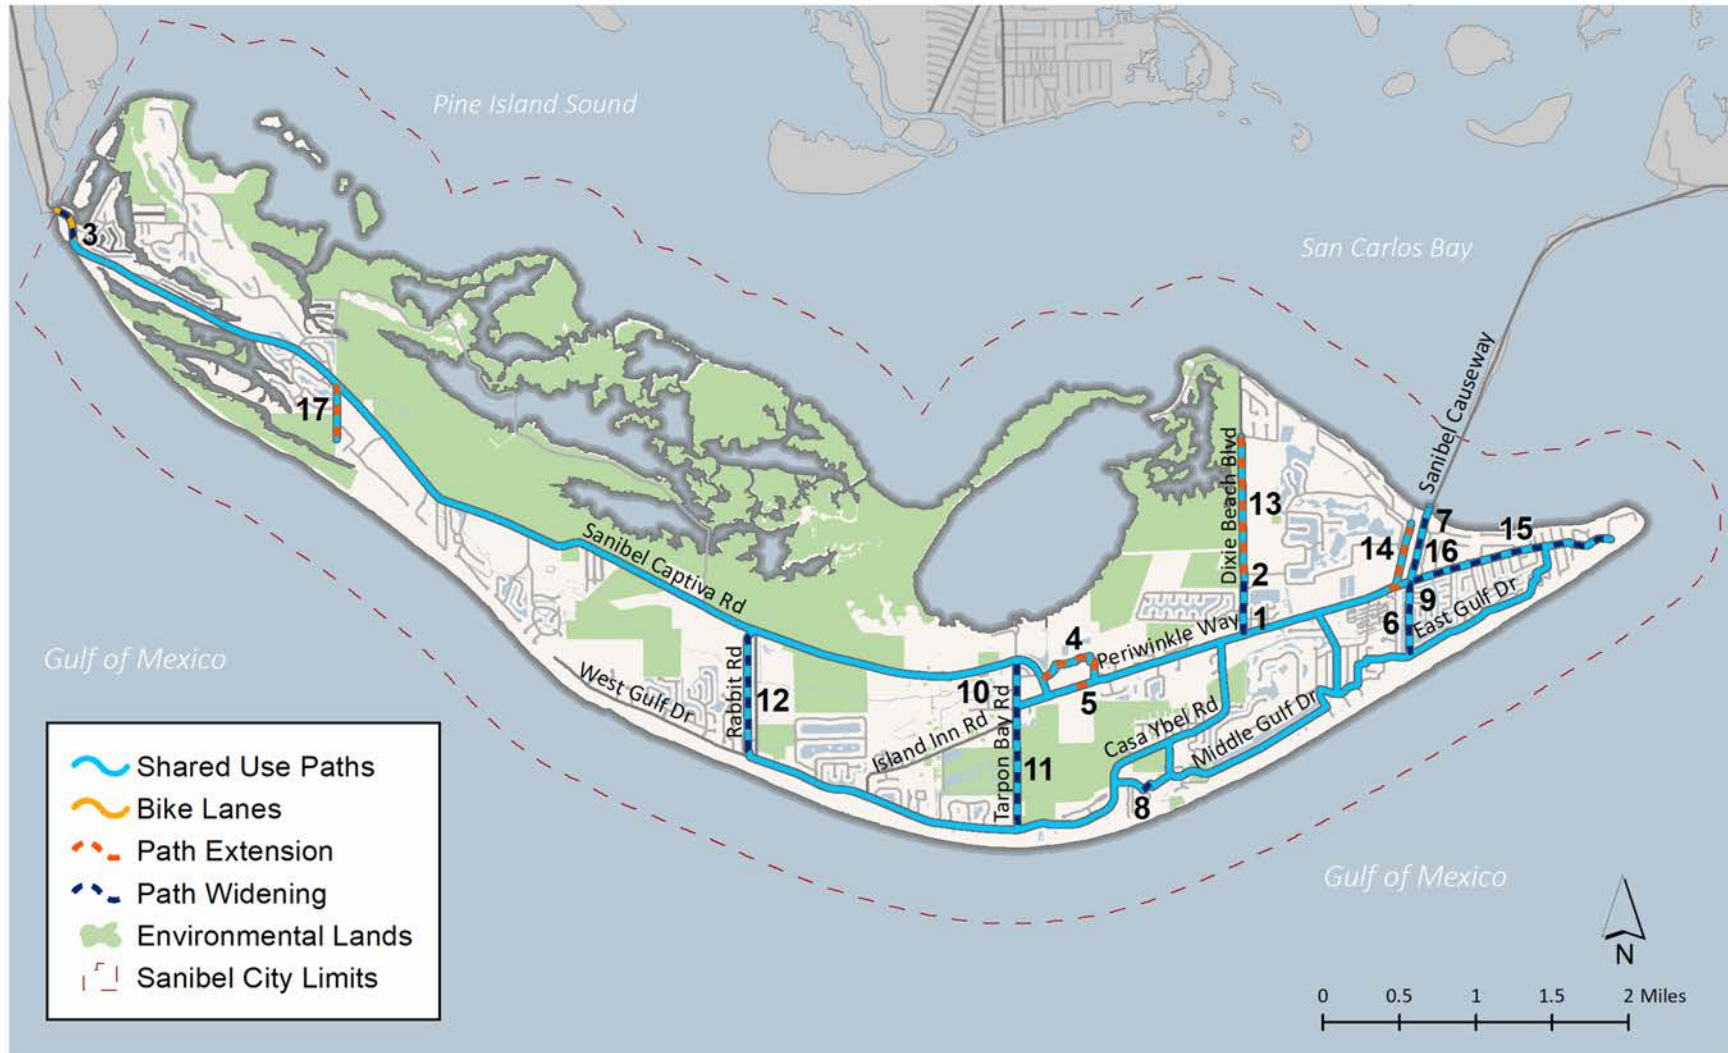 Pine Island Sound
San Carlos Bay
3
Sanibel Causeway
17
Dixie Beach Blvd
13
7
15
14
16
Sanibel Captiva Rd
2
9
1
6
East Gulf Dr
4
Periwinkle Way
Gulf of Mexico
Rabbit Rd
12
10
5
West Gulf Dr
Island Inn Rd
Tarpon Bay Rd
Casa Ybel Rd
Middle Gulf Dr
11
8
Shared Use Paths
Bike Lanes
Path Extension
Path Widening
Environmental Lands
Sanibel City Limits
Gulf of Mexico
N
0 0.5 1 1.5 2 Miles